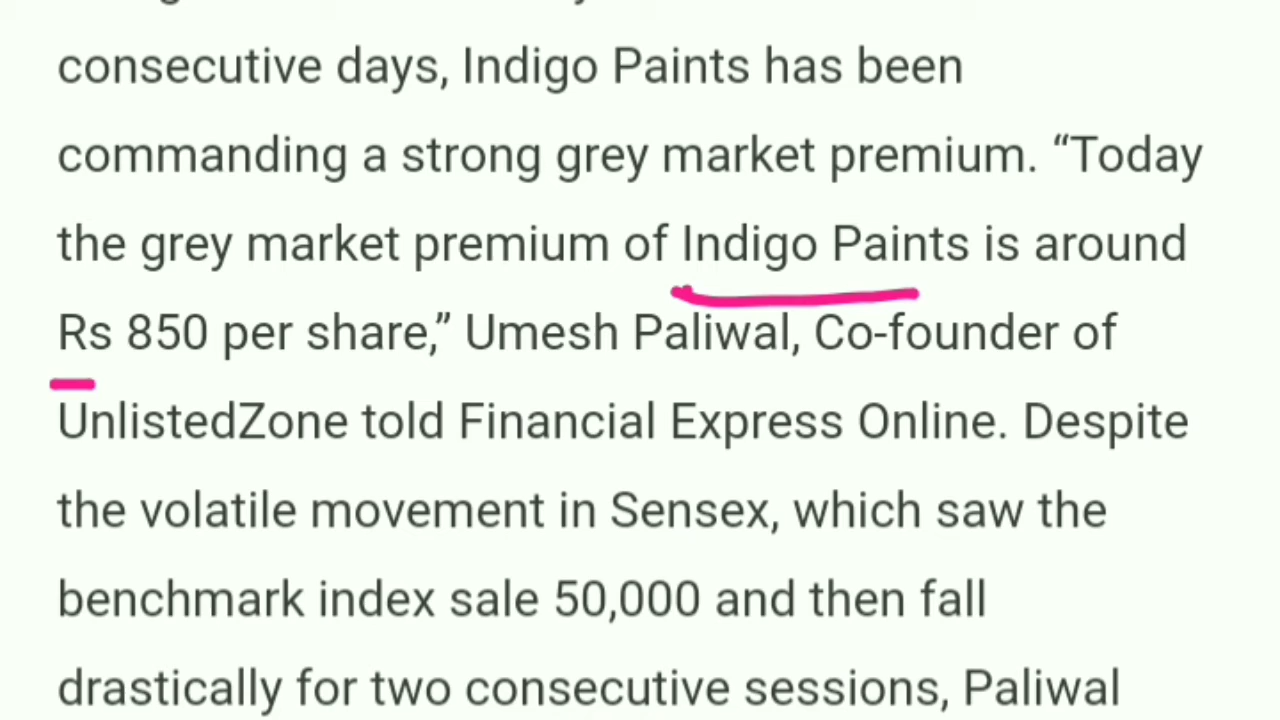 consecutive days, Indigo Paints has been
commanding a strong grey market premium. “Today
the grey market premium of Indigo Paints is around
Rs 850 per share,” Umesh Paliwal, Co-founder of
UnlistedZone told Financial Express Online. Despite
the volatile movement in Sensex, which saw the
benchmark index sale 50,000 and then fall
drastically for two consecutive sessions, Paliwal